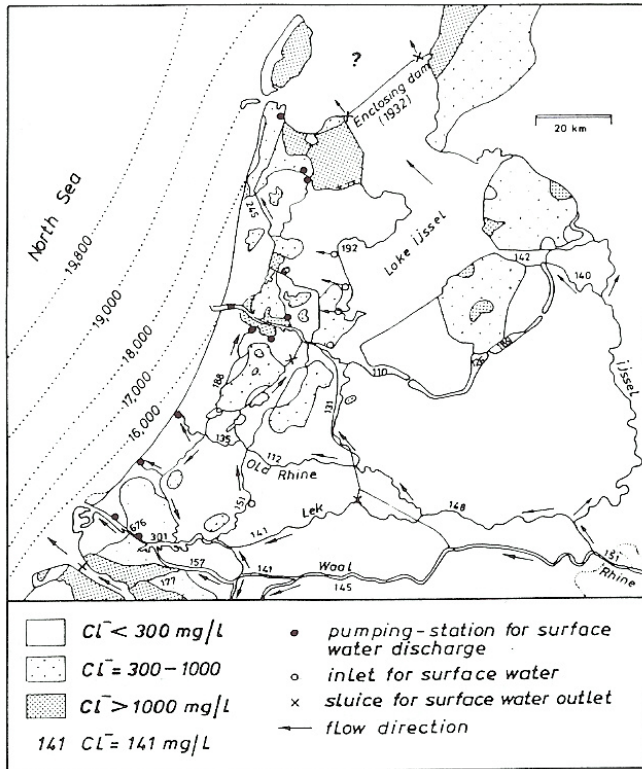 ?
Enclosing dam
(1932)
20 km
North Sea
19,800
19,000
18,000
17,000
16,000
Lake Ijssel
245
192
142
140
Ijssel
110
188
131
135
112
Old Rhine
151
148
Lek
141
676
301
157
141
Waal
145
177
151
Rhine
Cl⁻ < 300 mg/L
Cl⁻ = 300-1000
Cl⁻ > 1000 mg/L
141 Cl⁻ = 141 mg/L
pumping-station for surface
water discharge
inlet for surface water
sluice for surface water outlet
flow direction